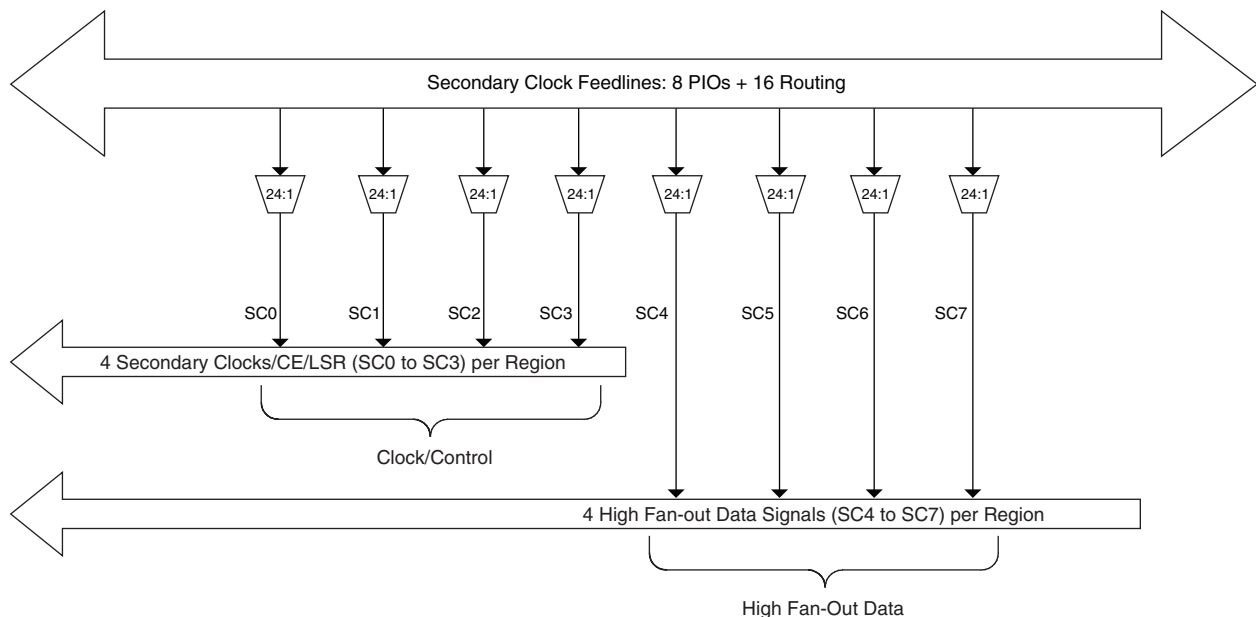 Secondary Clock Feedlines: 8 PIOs + 16 Routing
24:1 24:1 24:1 24:1 24:1 24:1 24:1 24:1
SC0 SC1 SC2 SC3 SC4 SC5 SC6 SC7
4 Secondary Clocks/CE/LSR (SC0 to SC3) per Region
Clock/Control
4 High Fan-out Data Signals (SC4 to SC7) per Region
High Fan-Out Data